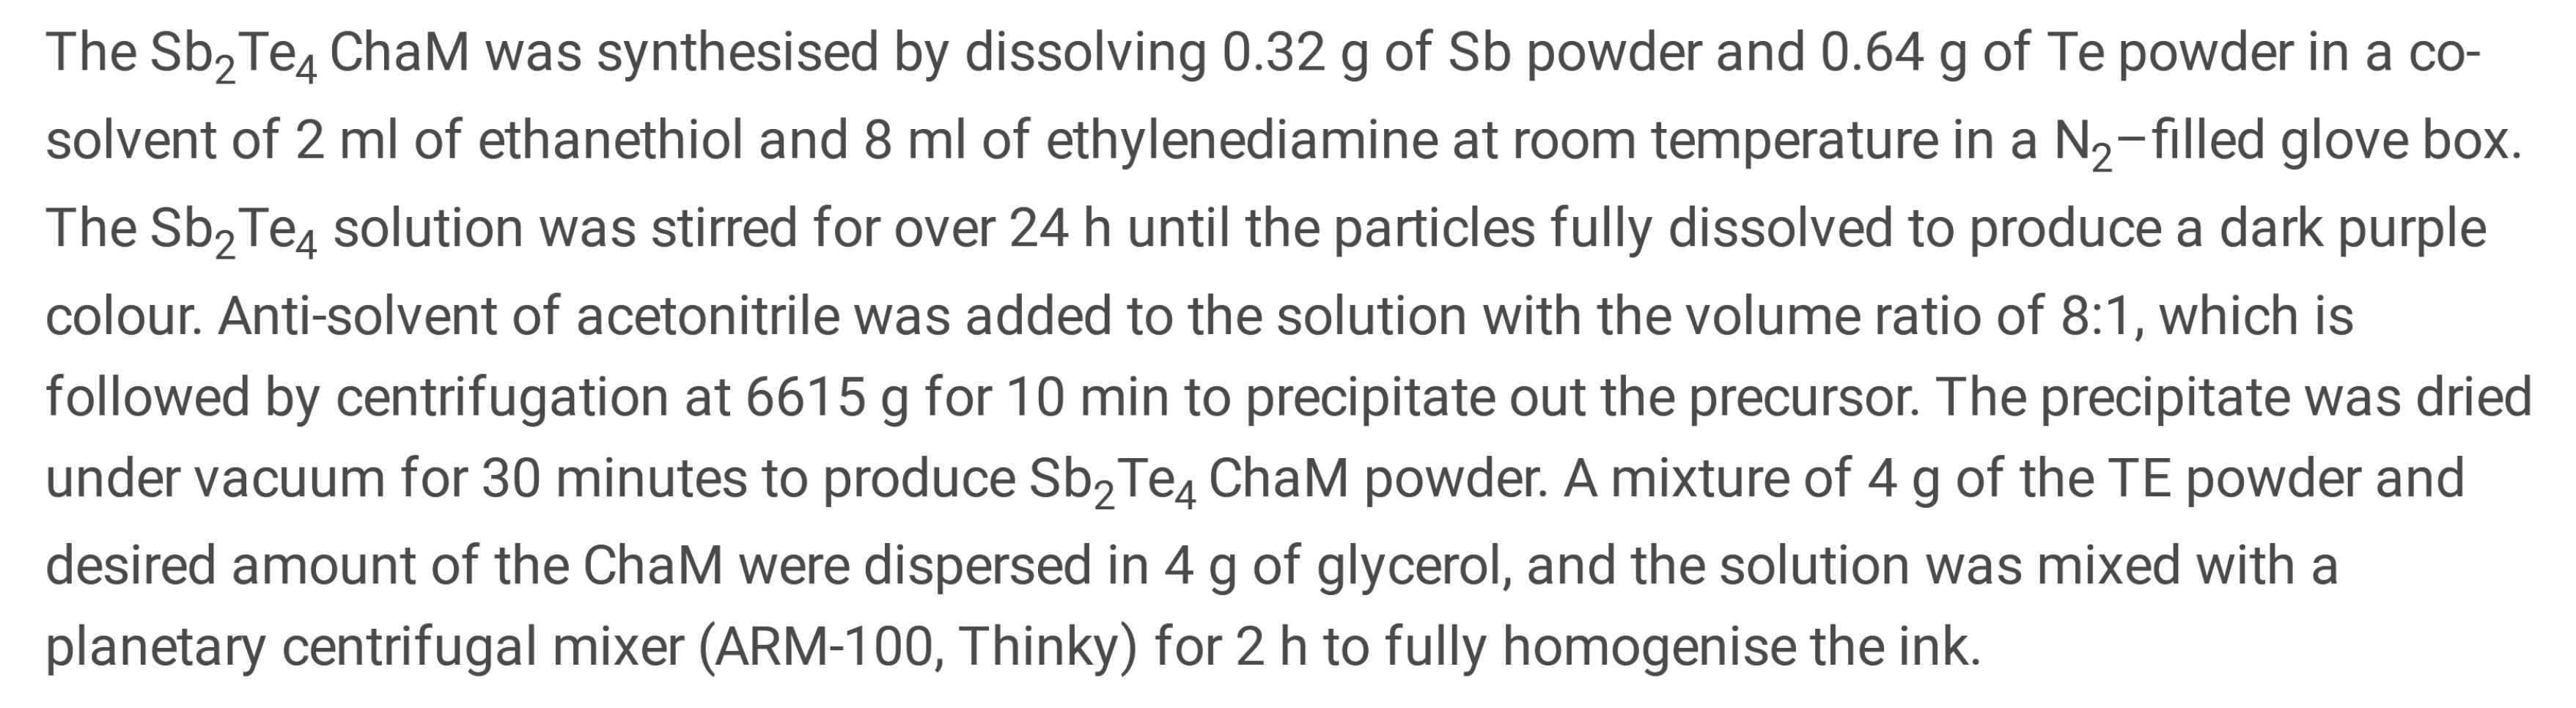 The Sb₂Te₄ ChaM was synthesised by dissolving 0.32 g of Sb powder and 0.64 g of Te powder in a co-
solvent of 2 ml of ethanethiol and 8 ml of ethylenediamine at room temperature in a N₂–filled glove box.
The Sb₂Te₄ solution was stirred for over 24 h until the particles fully dissolved to produce a dark purple
colour. Anti-solvent of acetonitrile was added to the solution with the volume ratio of 8:1, which is
followed by centrifugation at 6615 g for 10 min to precipitate out the precursor. The precipitate was dried
under vacuum for 30 minutes to produce Sb₂Te₄ ChaM powder. A mixture of 4 g of the TE powder and
desired amount of the ChaM were dispersed in 4 g of glycerol, and the solution was mixed with a
planetary centrifugal mixer (ARM-100, Thinky) for 2 h to fully homogenise the ink.